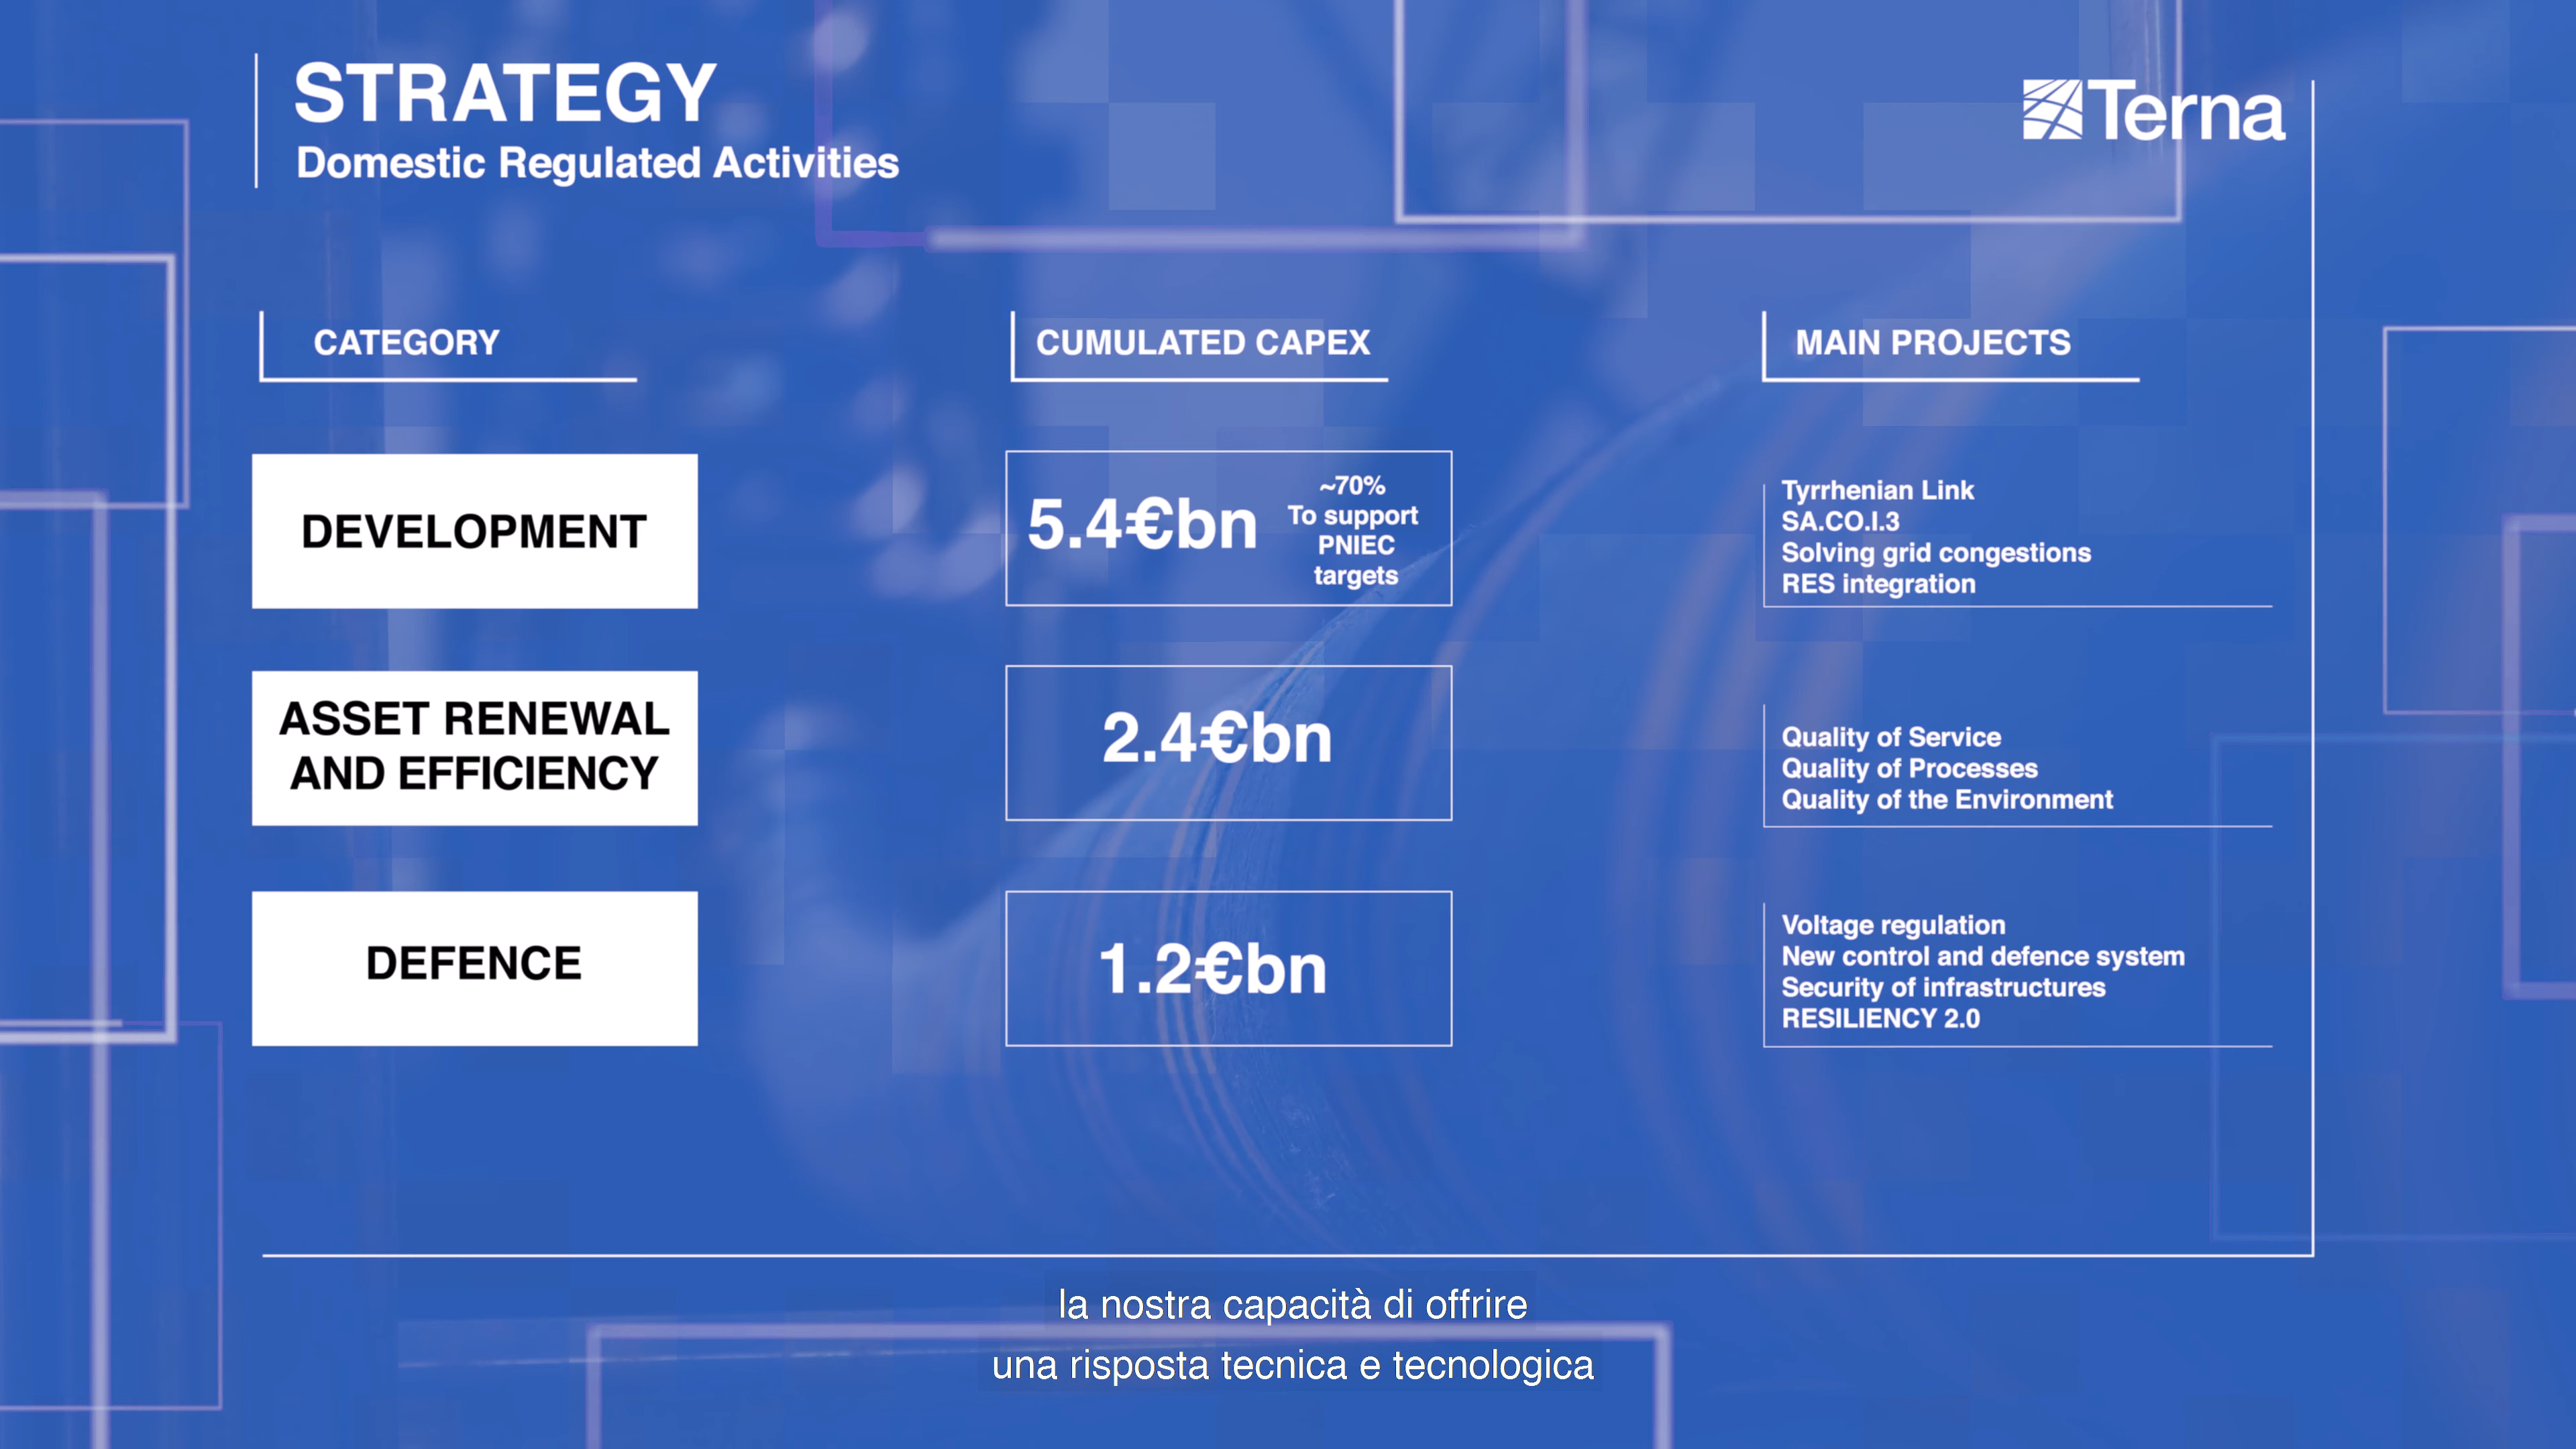 STRATEGY
Domestic Regulated Activities
Terna
CATEGORY
CUMULATED CAPEX
MAIN PROJECTS
DEVELOPMENT
5.4€bn
~70%
To support
PNIEC
targets
Tyrrhenian Link
SA.CO.I.3
Solving grid congestions
RES integration
ASSET RENEWAL
AND EFFICIENCY
2.4€bn
Quality of Service
Quality of Processes
Quality of the Environment
DEFENCE
1.2€bn
Voltage regulation
New control and defence system
Security of infrastructures
RESILIENCY 2.0
la nostra capacità di offrire
una risposta tecnica e tecnologica